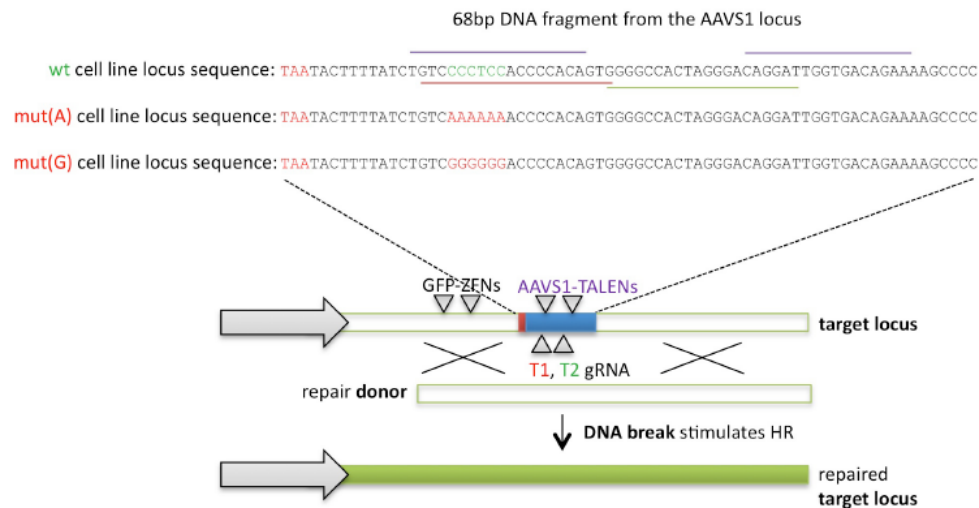 68bp DNA fragment from the AAVS1 locus
wt cell line locus sequence: TAATACTTTTATCTGTCCCCTCCACCCCACAGTGGGGCCACTAGGGACAGGATTGGTGACAGAAAAGCCCC
mut(A) cell line locus sequence: TAATACTTTTATCTGTCAAAAAAACCCCACAGTGGGGCCACTAGGGACAGGATTGGTGACAGAAAAGCCCC
mut(G) cell line locus sequence: TAATACTTTTATCTGTCGGGGGGACCCCACAGTGGGGCCACTAGGGACAGGATTGGTGACAGAAAAGCCCC
GFP-ZFNs AAVS1-TALENs
target locus
T1, T2 gRNA
repair donor
DNA break stimulates HR
repaired
target locus